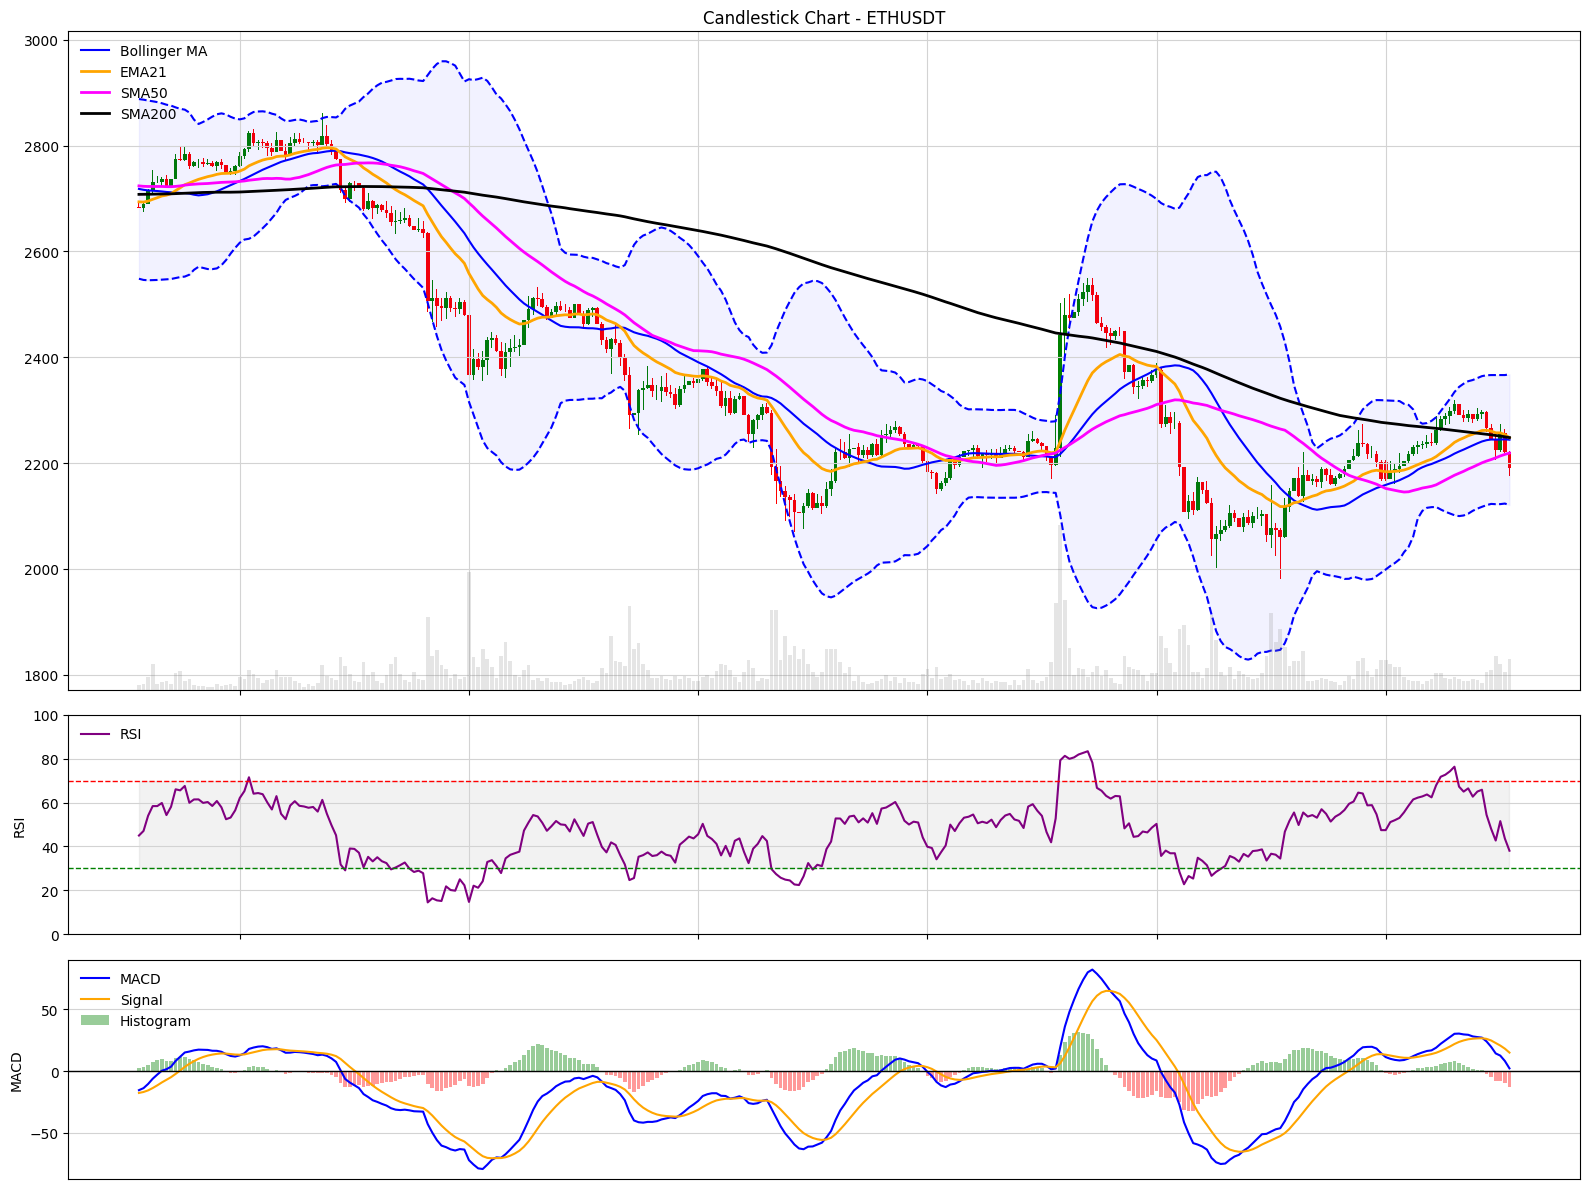 Candlestick Chart - ETHUSDT
3000
2800
2600
2400
2200
2000
1800
Bollinger MA
EMA21
SMA50
SMA200
100
80
60
40
20
0
RSI
RSI
50
0
−50
MACD
MACD
Signal
Histogram